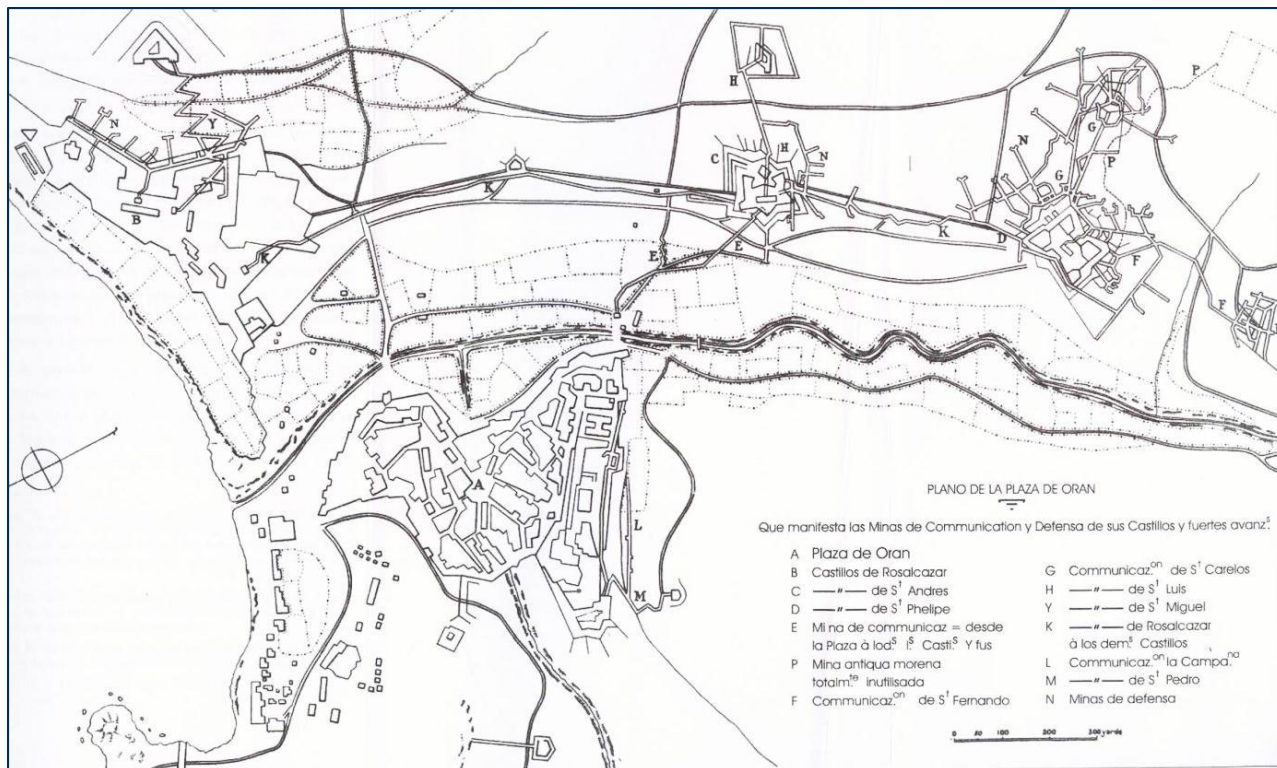 H
P
N
Y
G
C
H
N
N
P
G
K
B
K
D
E
E
F
K
F
A
L
M
PLANO DE LA PLAZA DE ORAN
Que manifesta las Minas de Communication y Defensa de sus Castillos y fuertes avanz.s
A Plaza de Oran
B Castillos de Rosalcazar
C —〃— de St Andres
D —〃— de St Phelipe
E Mina de communicaz = desde
la Plaza à lod.s l.s Casti.s Y fus
P Mina antiqua morena
totalm.te inutilisada
F Communicaz.on de St Fernando
G Communicaz.on de St Carelos
H —〃— de St Luis
Y —〃— de St Miguel
K —〃— de Rosalcazar
à los dem.s Castillos
L Communicaz.on la Campa.na
M —〃— de St Pedro
N Minas de defensa
0 50 100 200 300 yards